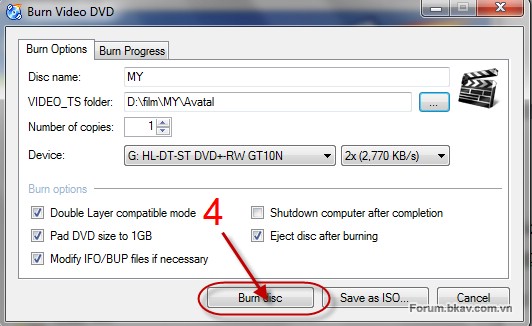 Burn Video DVD
Burn Options Burn Progress
Disc name: MY
VIDEO_TS folder: D:\film\MY\Avatal ...
Number of copies: 1
Device: G: HL-DT-ST DVD+-RW GT10N 2x (2,770 KB/s)
Burn options
Double Layer compatible mode 4 Shutdown computer after completion
Pad DVD size to 1GB Eject disc after burning
Modify IFO/BUP files if necessary
Burn disc Save as ISO... Cancel
Forum.bkav.com.vn